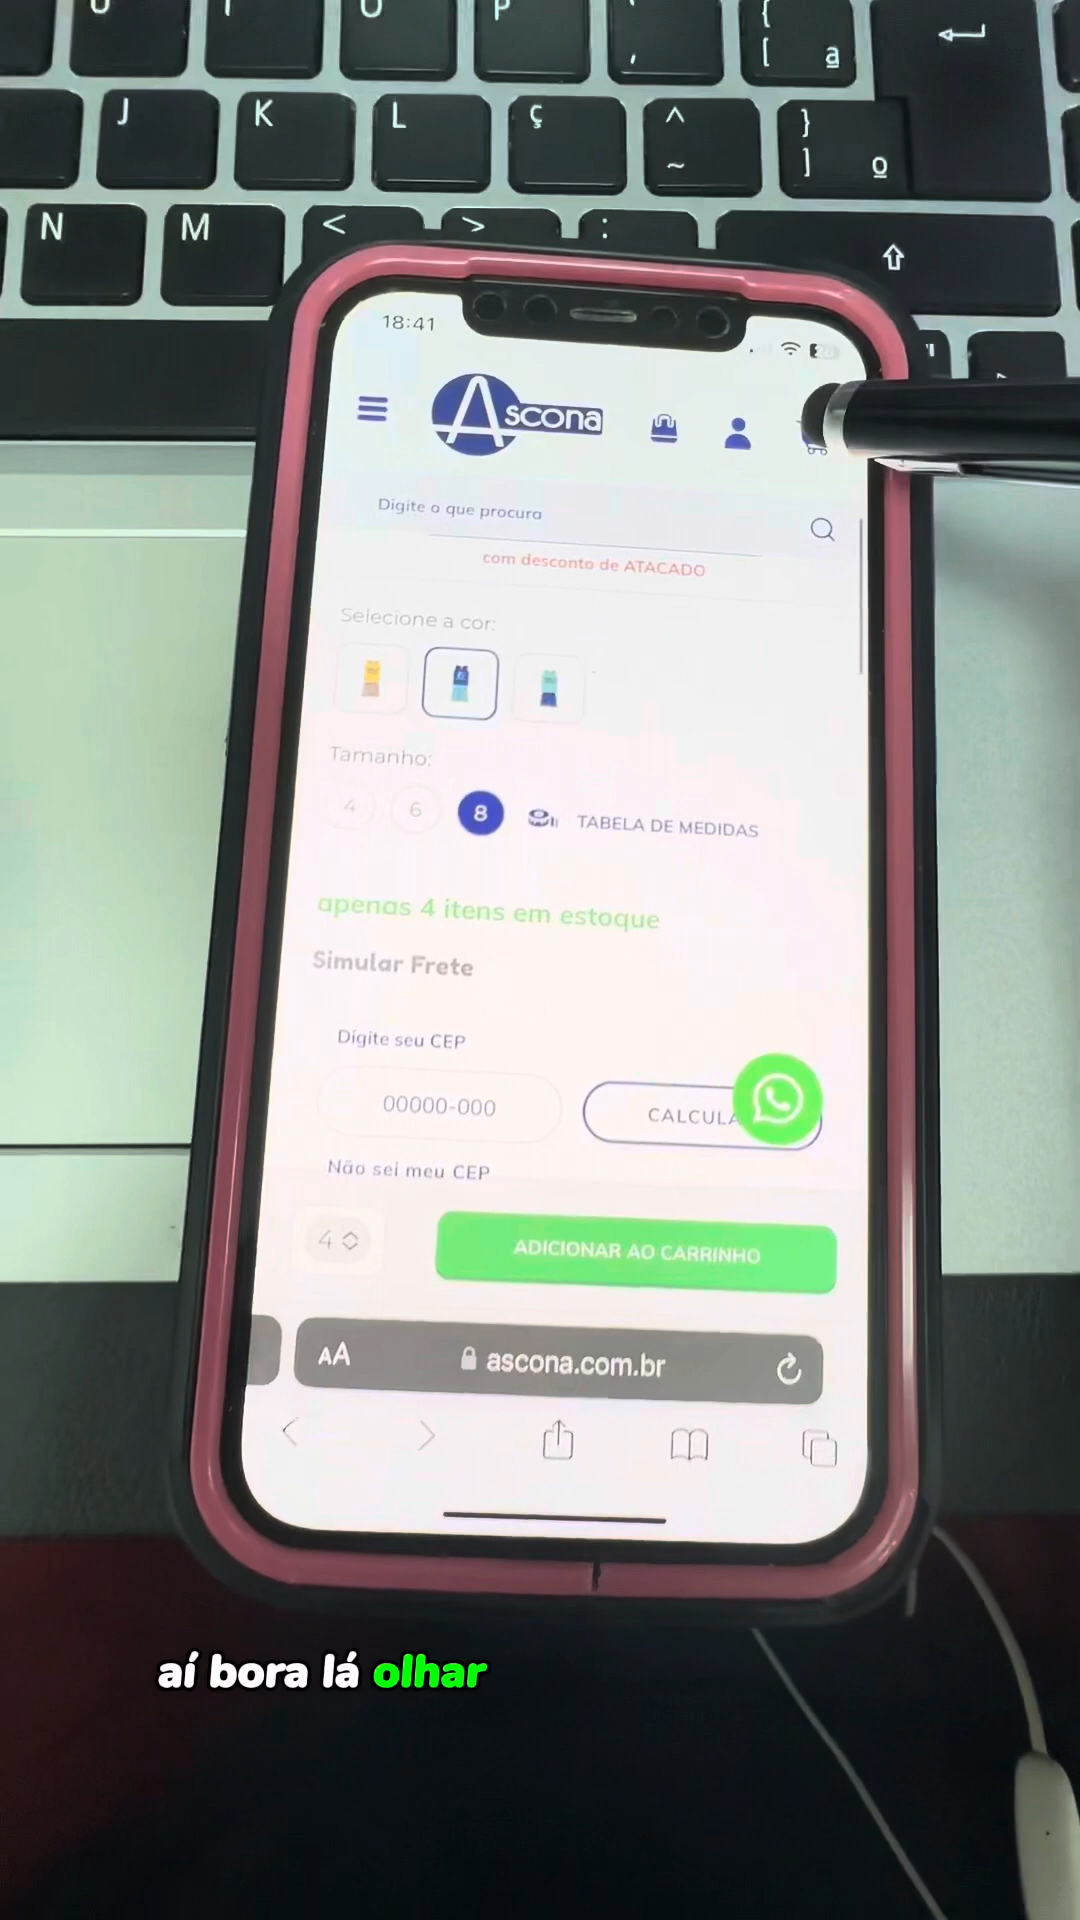 U I O P ` { [ ª
J K L Ç ^ ~ } ] º
N M < > :
18:41
Ascona
Digite o que procura
com desconto de ATACADO
Selecione a cor:
Tamanho:
4 6 8 TABELA DE MEDIDAS
apenas 4 itens em estoque
Simular Frete
Digite seu CEP
00000-000 CALCULA
Não sei meu CEP
4 ADICIONAR AO CARRINHO
AA ascona.com.br
aí bora lá olhar